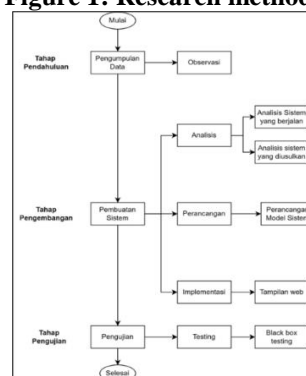 Figure 1. Research method
Mulai
Tahap
Pendahuluan
Pengumpulan
Data
Observasi
Analisis
Analisis Sistem
yang berjalan
Analisis sistem
yang diusulkan
Tahap
Pengembangan
Pembuatan
Sistem
Perancangan
Perancangan
Model Sistem
Implementasi
Tampilan web
Tahap
Pengujian
Pengujian
Testing
Black box
testing
Selesai